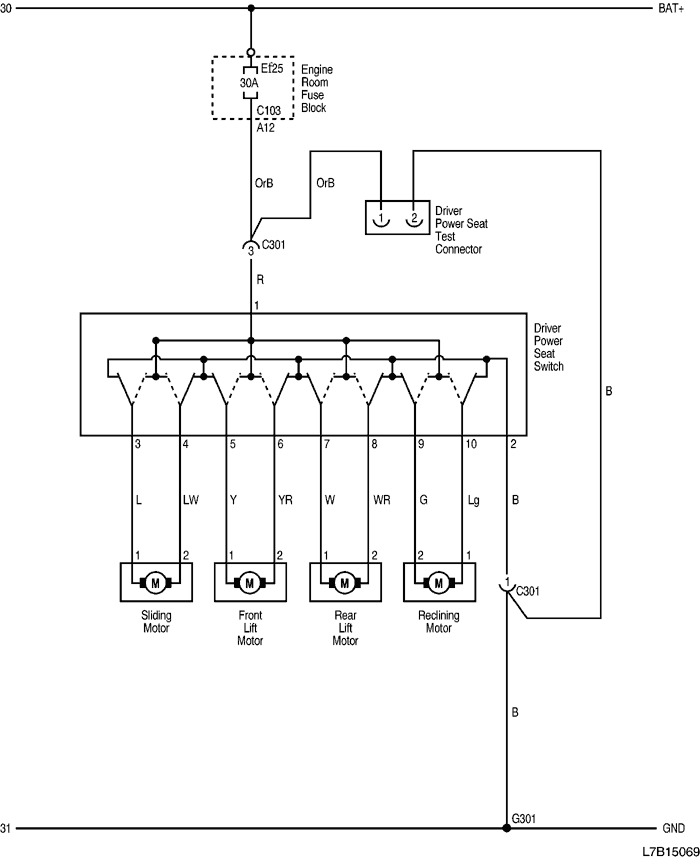 30
BAT+
Ef25
30A
Engine
Room
Fuse
Block
C103
A12
OrB
OrB
1
2
Driver
Power Seat
Test
Connector
3
C301
R
1
Driver
Power
Seat
Switch
B
3
4
5
6
7
8
9
10
2
L
LW
Y
YR
W
WR
G
Lg
B
1
2
1
2
1
2
2
1
M
M
M
M
1
C301
Sliding
Motor
Front
Lift
Motor
Rear
Lift
Motor
Reclining
Motor
B
G301
31
GND
L7B15069